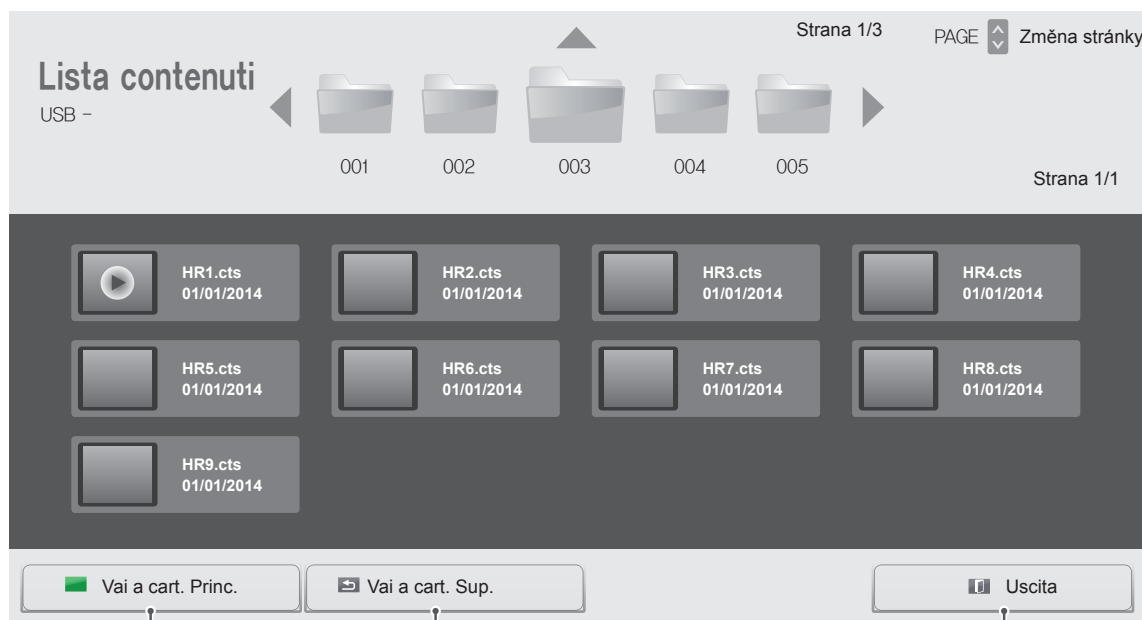 Strana 1/3
PAGE Změna stránky
Lista contenuti
USB -
001 002 003 004 005
Strana 1/1
HR1.cts
01/01/2014
HR2.cts
01/01/2014
HR3.cts
01/01/2014
HR4.cts
01/01/2014
HR5.cts
01/01/2014
HR6.cts
01/01/2014
HR7.cts
01/01/2014
HR8.cts
01/01/2014
HR9.cts
01/01/2014
Vai a cart. Princ.
Vai a cart. Sup.
Uscita